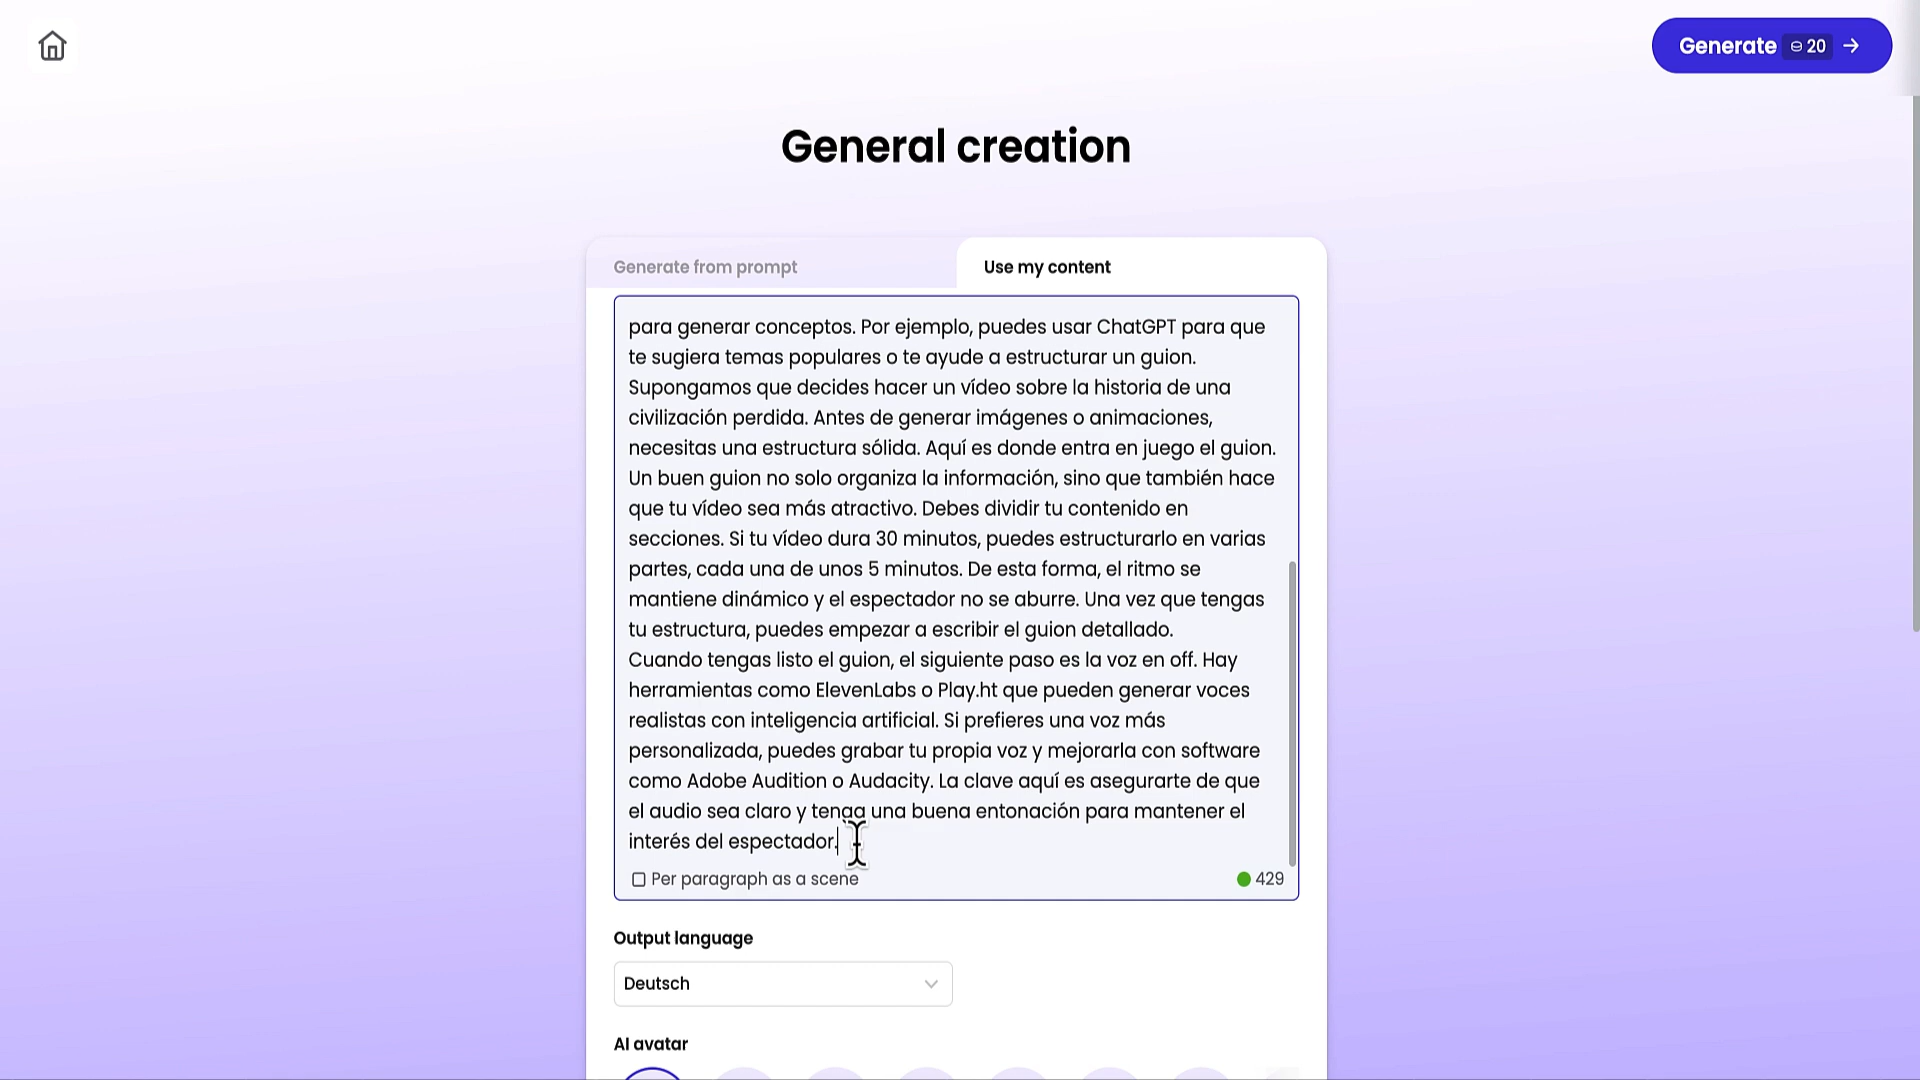 Generate 20
General creation
Generate from prompt
Use my content
para generar conceptos. Por ejemplo, puedes usar ChatGPT para que
te sugiera temas populares o te ayude a estructurar un guion.
Supongamos que decides hacer un vídeo sobre la historia de una
civilización perdida. Antes de generar imágenes o animaciones,
necesitas una estructura sólida. Aquí es donde entra en juego el guion.
Un buen guion no solo organiza la información, sino que también hace
que tu vídeo sea más atractivo. Debes dividir tu contenido en
secciones. Si tu vídeo dura 30 minutos, puedes estructurarlo en varias
partes, cada una de unos 5 minutos. De esta forma, el ritmo se
mantiene dinámico y el espectador no se aburre. Una vez que tengas
tu estructura, puedes empezar a escribir el guion detallado.
Cuando tengas listo el guion, el siguiente paso es la voz en off. Hay
herramientas como ElevenLabs o Play.ht que pueden generar voces
realistas con inteligencia artificial. Si prefieres una voz más
personalizada, puedes grabar tu propia voz y mejorarla con software
como Adobe Audition o Audacity. La clave aquí es asegurarte de que
el audio sea claro y tenga una buena entonación para mantener el
interés del espectador.
Per paragraph as a scene
429
Output language
Deutsch
AI avatar